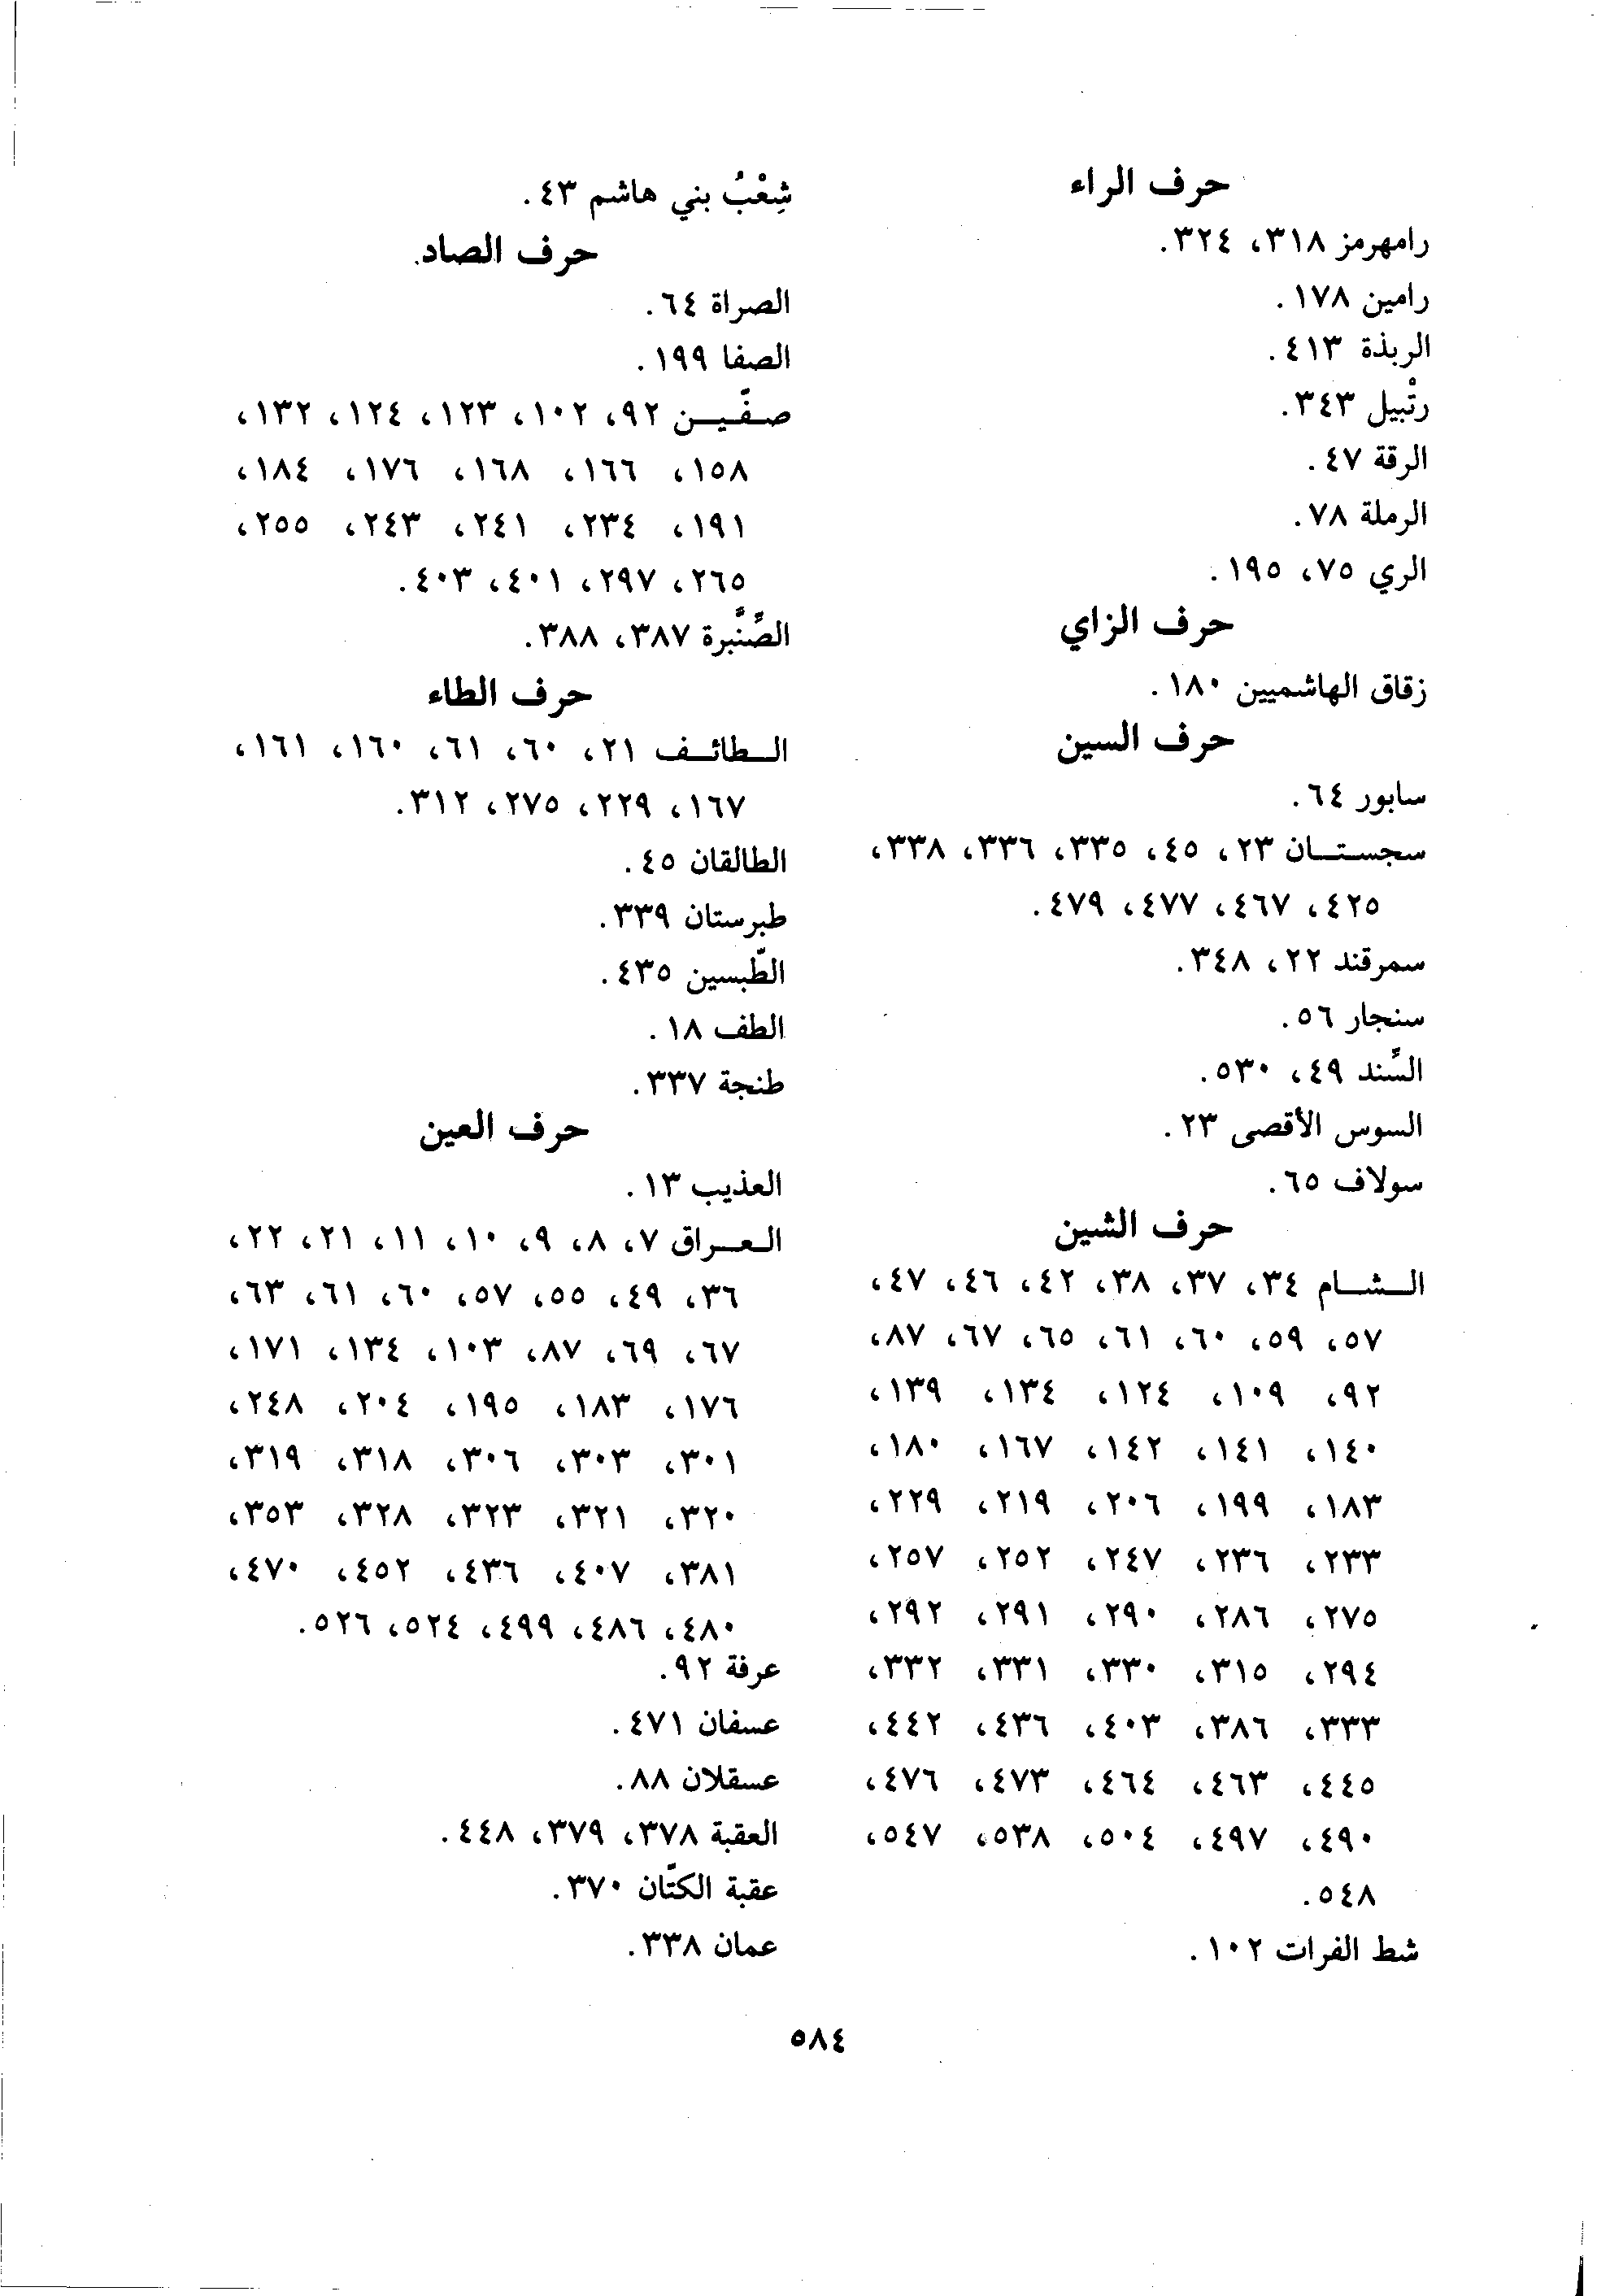 حرف الراء
رامهرمز ٣١٨، ٣٢٤.
رامين ١٧٨.
الربذة ٤١٣.
رتْبيل ٣٤٣.
الرقة ٤٧.
الرملة ٧٨.
الري ٧٥، ١٩٥.
حرف الزاي
زقاق الهاشميين ١٨٠.
حرف السين
سابور ٦٤.
سجستان ٢٣، ٤٥، ٣٣٥، ٣٣٦، ٣٣٨،
٤٢٥، ٤٦٧، ٤٧٧، ٤٧٩.
سمرقند ٢٢، ٣٤٨.
سنجار ٥٦.
السِّند ٤٩، ٥٣٠.
السوس الأقصى ٢٣.
سولاف ٦٥.
حرف الشين
الشام ٣٤، ٣٧، ٣٨، ٤٢، ٤٦، ٤٧،
٥٧، ٥٩، ٦٠، ٦١، ٦٥، ٦٧، ٨٧،
٩٢، ١٠٩، ١٢٤، ١٣٤، ١٣٩،
١٤٠، ١٤١، ١٤٢، ١٦٧، ١٨٠،
١٨٣، ١٩٩، ٢٠٦، ٢١٩، ٢٢٩،
٢٣٣، ٢٣٦، ٢٤٧، ٢٥٢، ٢٥٧،
٢٧٥، ٢٨٦، ٢٩٠، ٢٩١، ٢٩٢،
٢٩٤، ٣١٥، ٣٣٠، ٣٣١، ٣٣٢،
٣٣٣، ٣٨٦، ٤٠٣، ٤٣٦، ٤٤٢،
٤٤٥، ٤٦٣، ٤٦٤، ٤٧٣، ٤٧٦،
٤٩٠، ٤٩٧، ٥٠٤، ٥٣٨، ٥٤٧،
٥٤٨.
شط الفرات ١٠٢.
شِعْبُ بني هاشم ٤٣.
حرف الصاد
الصراة ٦٤.
الصفا ١٩٩.
صفّين ٩٢، ١٠٢، ١٢٣، ١٢٤، ١٣٢،
١٥٨، ١٦٦، ١٦٨، ١٧٦، ١٨٤،
١٩١، ٢٣٤، ٢٤١، ٢٤٣، ٢٥٥،
٢٦٥، ٢٩٧، ٤٠١، ٤٠٣.
الصِّنَّبرة ٣٨٧، ٣٨٨.
حرف الطاء
الطائف ٢١، ٦٠، ٦١، ١٦٠، ١٦١،
١٦٧، ٢٢٩، ٢٧٥، ٣١٢.
الطالقان ٤٥.
طبرستان ٣٣٩.
الطّبسين ٤٣٥.
الطف ١٨.
طنجة ٣٣٧.
حرف العين
العذيب ١٣.
العراق ٧، ٨، ٩، ١٠، ١١، ٢١، ٢٢،
٣٦، ٤٩، ٥٥، ٥٧، ٦٠، ٦١، ٦٣،
٦٧، ٦٩، ٨٧، ١٠٣، ١٣٤، ١٧١،
١٧٦، ١٨٣، ١٩٥، ٢٠٤، ٢٤٨،
٣٠١، ٣٠٣، ٣٠٦، ٣١٨، ٣١٩،
٣٢٠، ٣٢١، ٣٢٣، ٣٢٨، ٣٥٣،
٣٨١، ٤٠٧، ٤٣٦، ٤٥٢، ٤٧٠،
٤٨٠، ٤٨٦، ٤٩٩، ٥٢٤، ٥٢٦.
عرفة ٩٢.
عسفان ٤٧١.
عسقلان ٨٨.
العقبة ٣٧٨، ٣٧٩، ٤٤٨.
عقبة الكتّان ٣٧٠.
عمان ٣٣٨.
٥٨٤